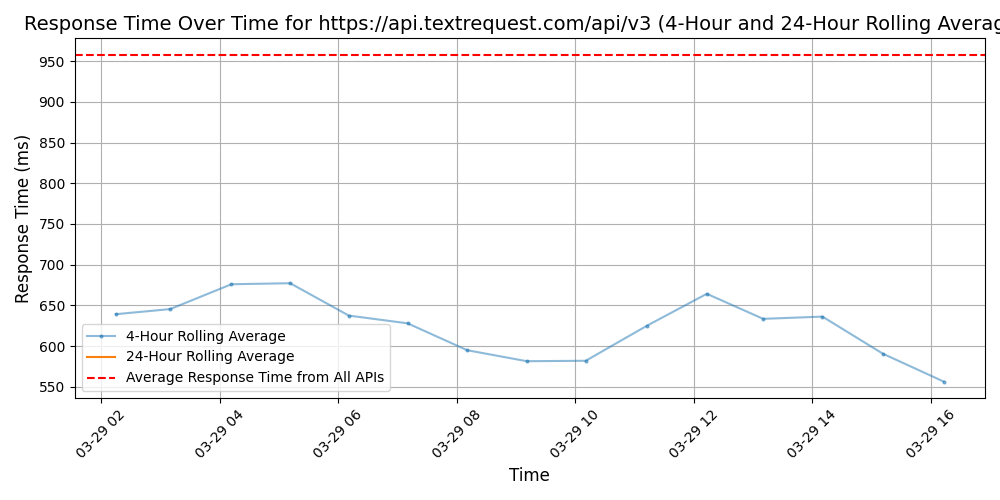 Response Time Over Time for https://api.textrequest.com/api/v3 (4-Hour and 24-Hour Rolling Averag
Response Time (ms)
950
900
850
800
750
700
650
600
550
4-Hour Rolling Average
24-Hour Rolling Average
Average Response Time from All APIs
03-29 02
03-29 04
03-29 06
03-29 08
03-29 10
03-29 12
03-29 14
03-29 16
Time